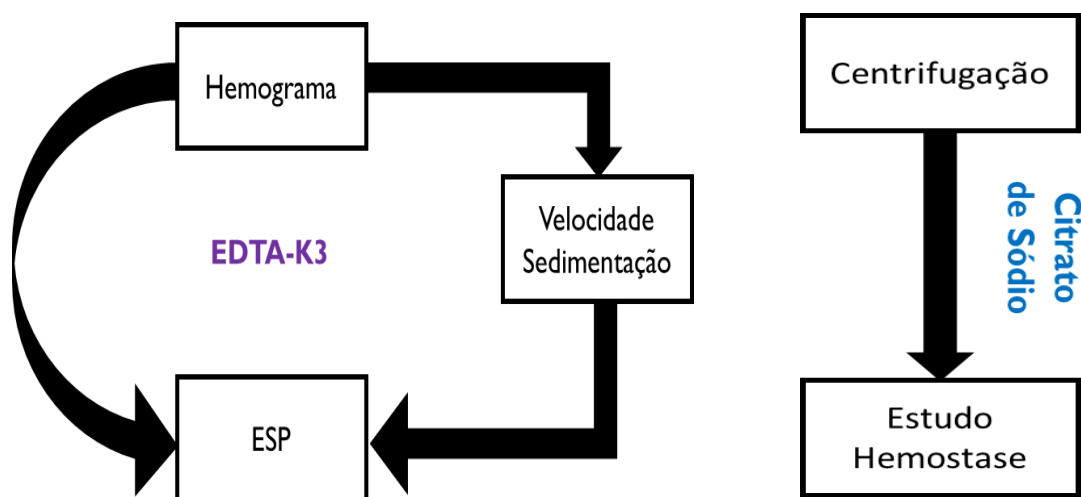 Hemograma
Velocidade
Sedimentação
EDTA-K3
ESP
Centrifugação
Citrato
de Sódio
Estudo
Hemostase